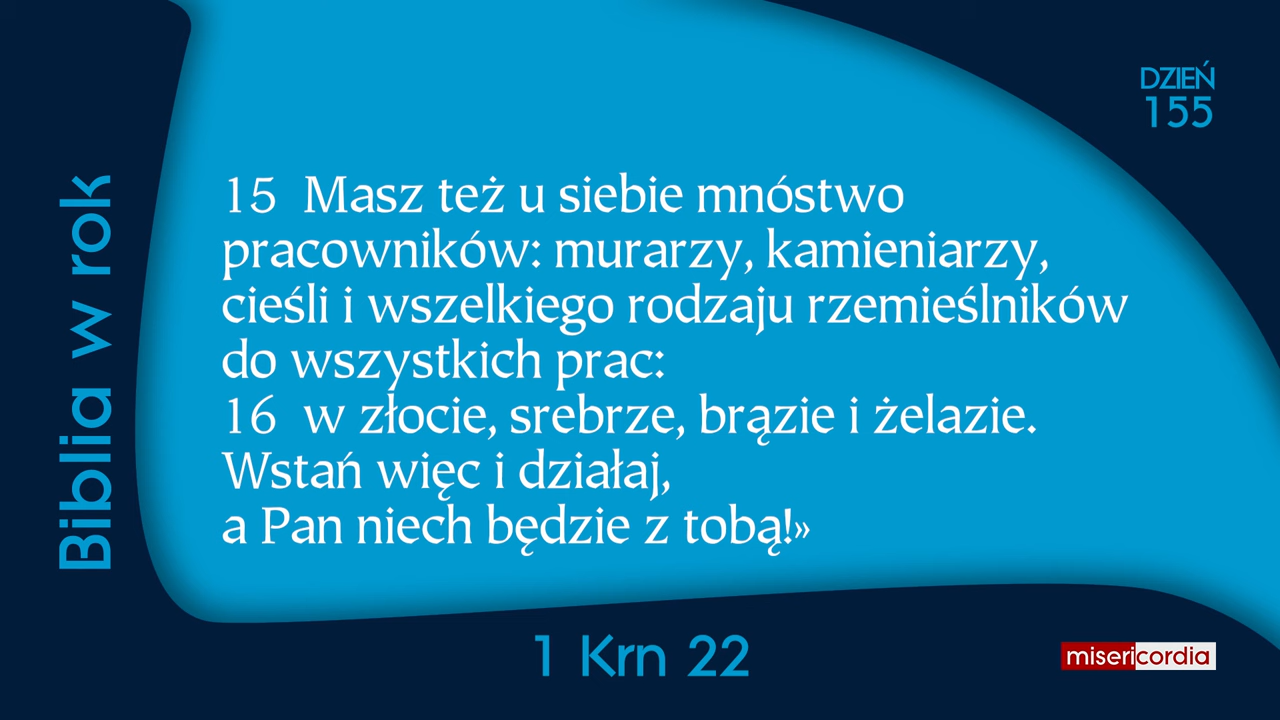 DZIEŃ
155
Biblia w rok
15 Masz też u siebie mnóstwo
pracowników: murarzy, kamieniarzy,
cieśli i wszelkiego rodzaju rzemieślników
do wszystkich prac:
16 w złocie, srebrze, brązie i żelazie.
Wstań więc i działaj,
a Pan niech będzie z tobą!»
1 Krn 22
misericordia